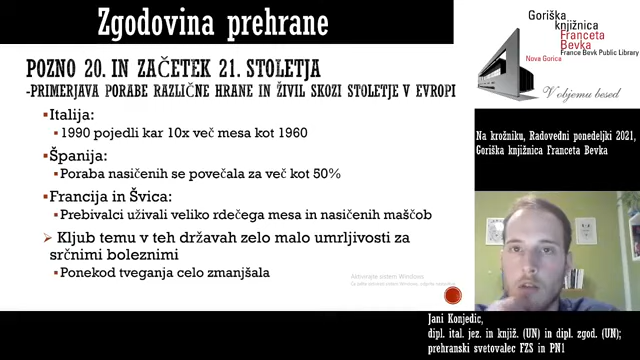 Zgodovina prehrane
POZNO 20. IN ZAČETEK 21. STOLETJA
-PRIMERJAVA PORABE RAZLIČNE HRANE IN ŽIVIL SKOZI STOLETJE V EVROPI
Italija:
1990 pojedli kar 10x več mesa kot 1960
Španija:
Poraba nasičenih se povečala za več kot 50%
Francija in Švica:
Prebivalci uživali veliko rdečega mesa in nasičenih maščob
Kljub temu v teh državah zelo malo umrljivosti za
srčnimi boleznimi
Ponekod tveganja celo zmanjšala
Aktivirajte sistem Windows
Goriška
knjižnica
Franceta
Bevka
France Bevk Public Library
Nova Gorica
V objemu besed
Na krožniku, Radovedni ponedeljki 2021,
Goriška knjižnica Franceta Bevka
Jani Konjedic,
dipl. ital. jez. in knjiž. (UN) in dipl. zgod. (UN);
prehranski svetovalec FZS in PN1